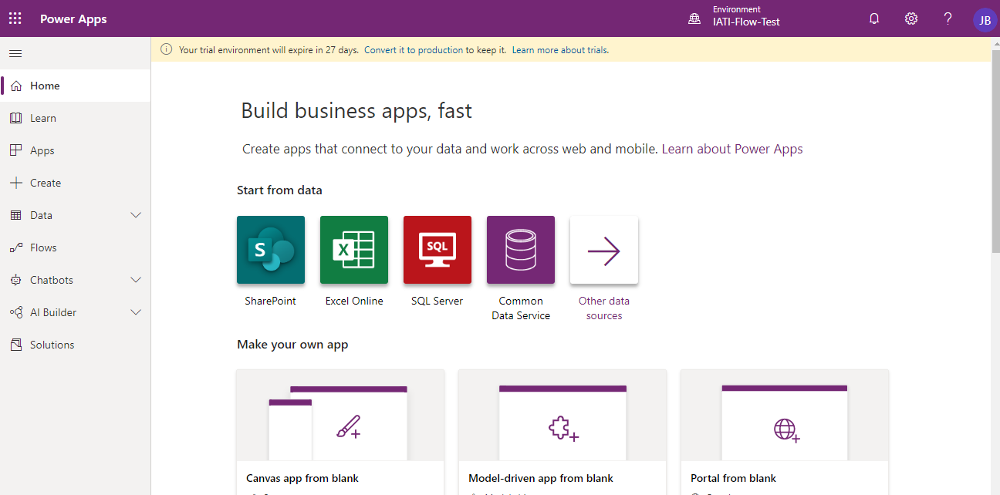 Power Apps
Environment
IATI-Flow-Test
JB
Your trial environment will expire in 27 days. Convert it to production to keep it. Learn more about trials.
Home
Learn
Apps
Create
Data
Flows
Chatbots
AI Builder
Solutions
Build business apps, fast
Create apps that connect to your data and work across web and mobile. Learn about Power Apps
Start from data
S
X
SQL
SharePoint
Excel Online
SQL Server
Common
Data Service
Other data
sources
Make your own app
Canvas app from blank
Model-driven app from blank
Portal from blank